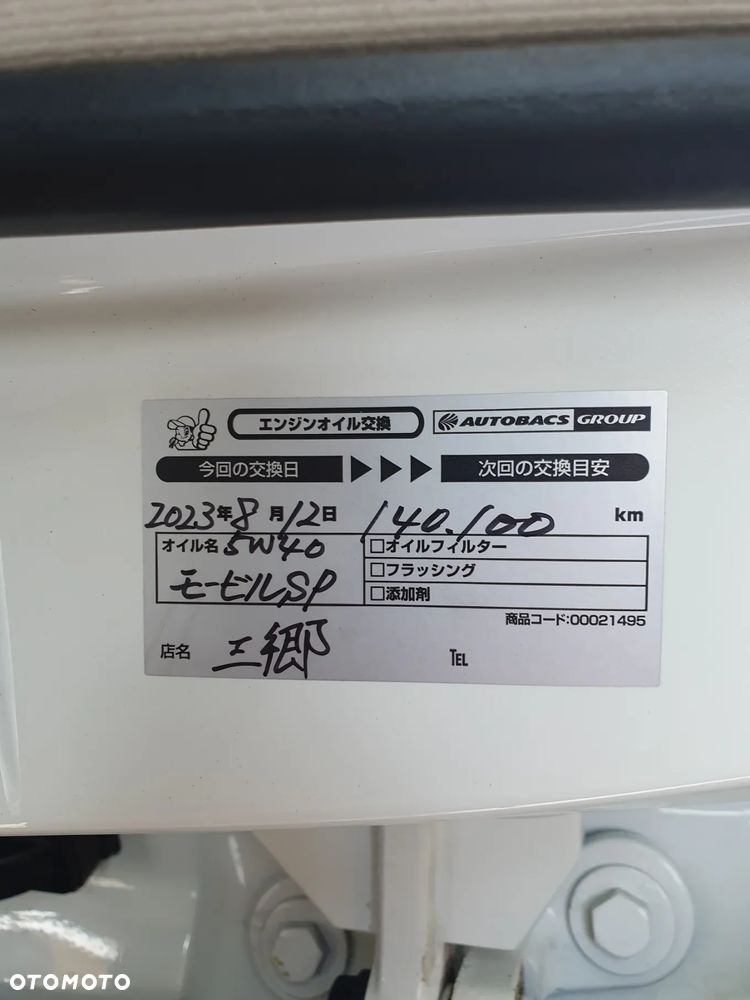 エンジンオイル交換 AUTOBACS GROUP
今回の交換日 次回の交換目安
2023年8月12日 140.100 km
オイル名 5W40 □オイルフィルター
モービルSP □フラッシング
□添加剤
商品コード:00021495
店名 三郷 TEL
OTOMOTO